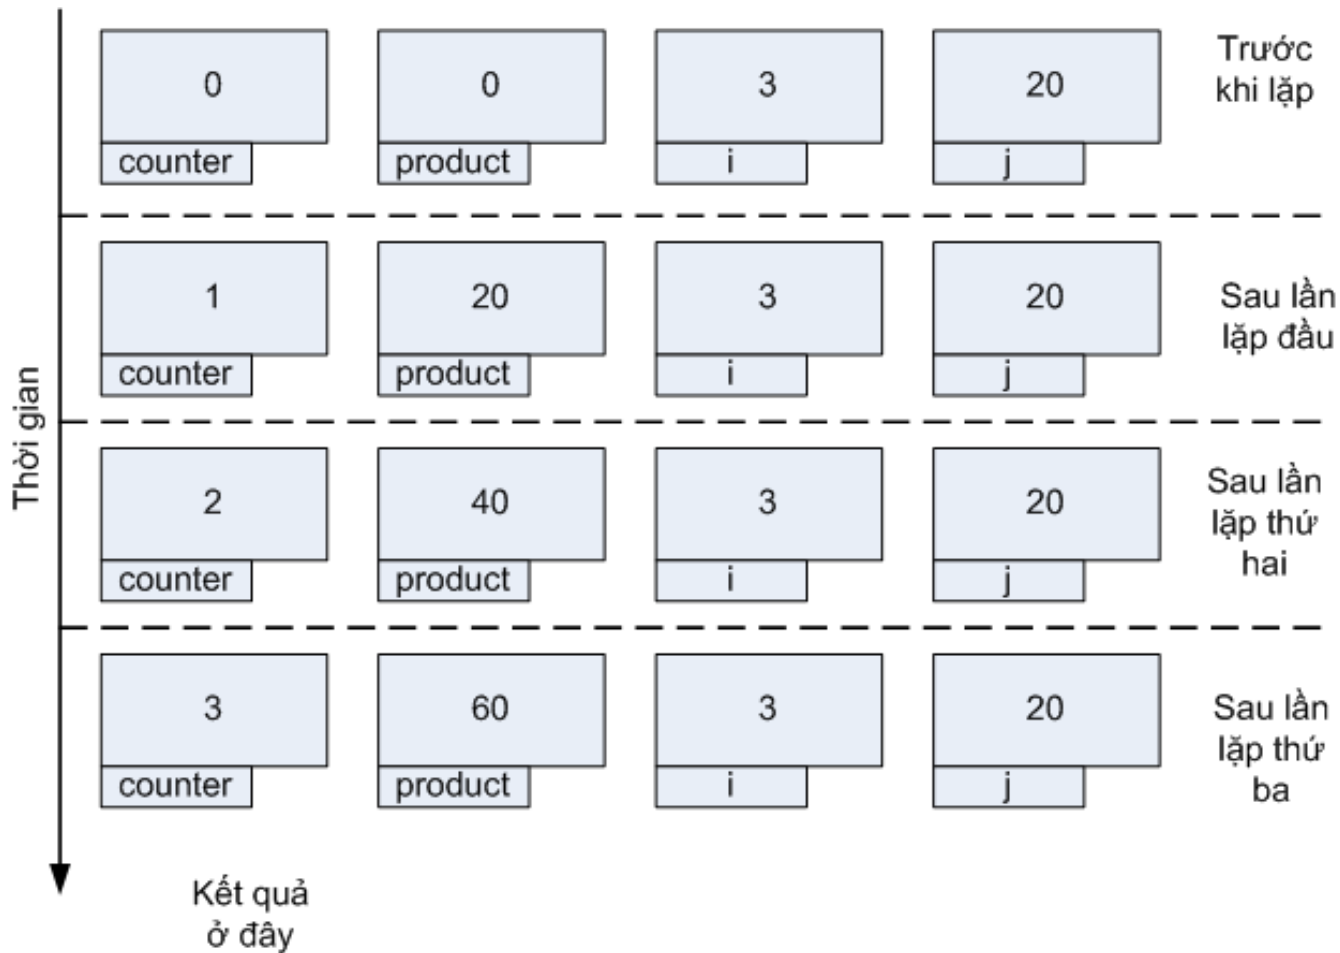 0
0
3
20
Trước
khi lặp
counter
product
i
j
1
20
3
20
Sau lần
lặp đầu
counter
product
i
j
Thời gian
2
40
3
20
Sau lần
lặp thứ
hai
counter
product
i
j
3
60
3
20
Sau lần
lặp thứ
ba
counter
product
i
j
Kết quả
ở đây